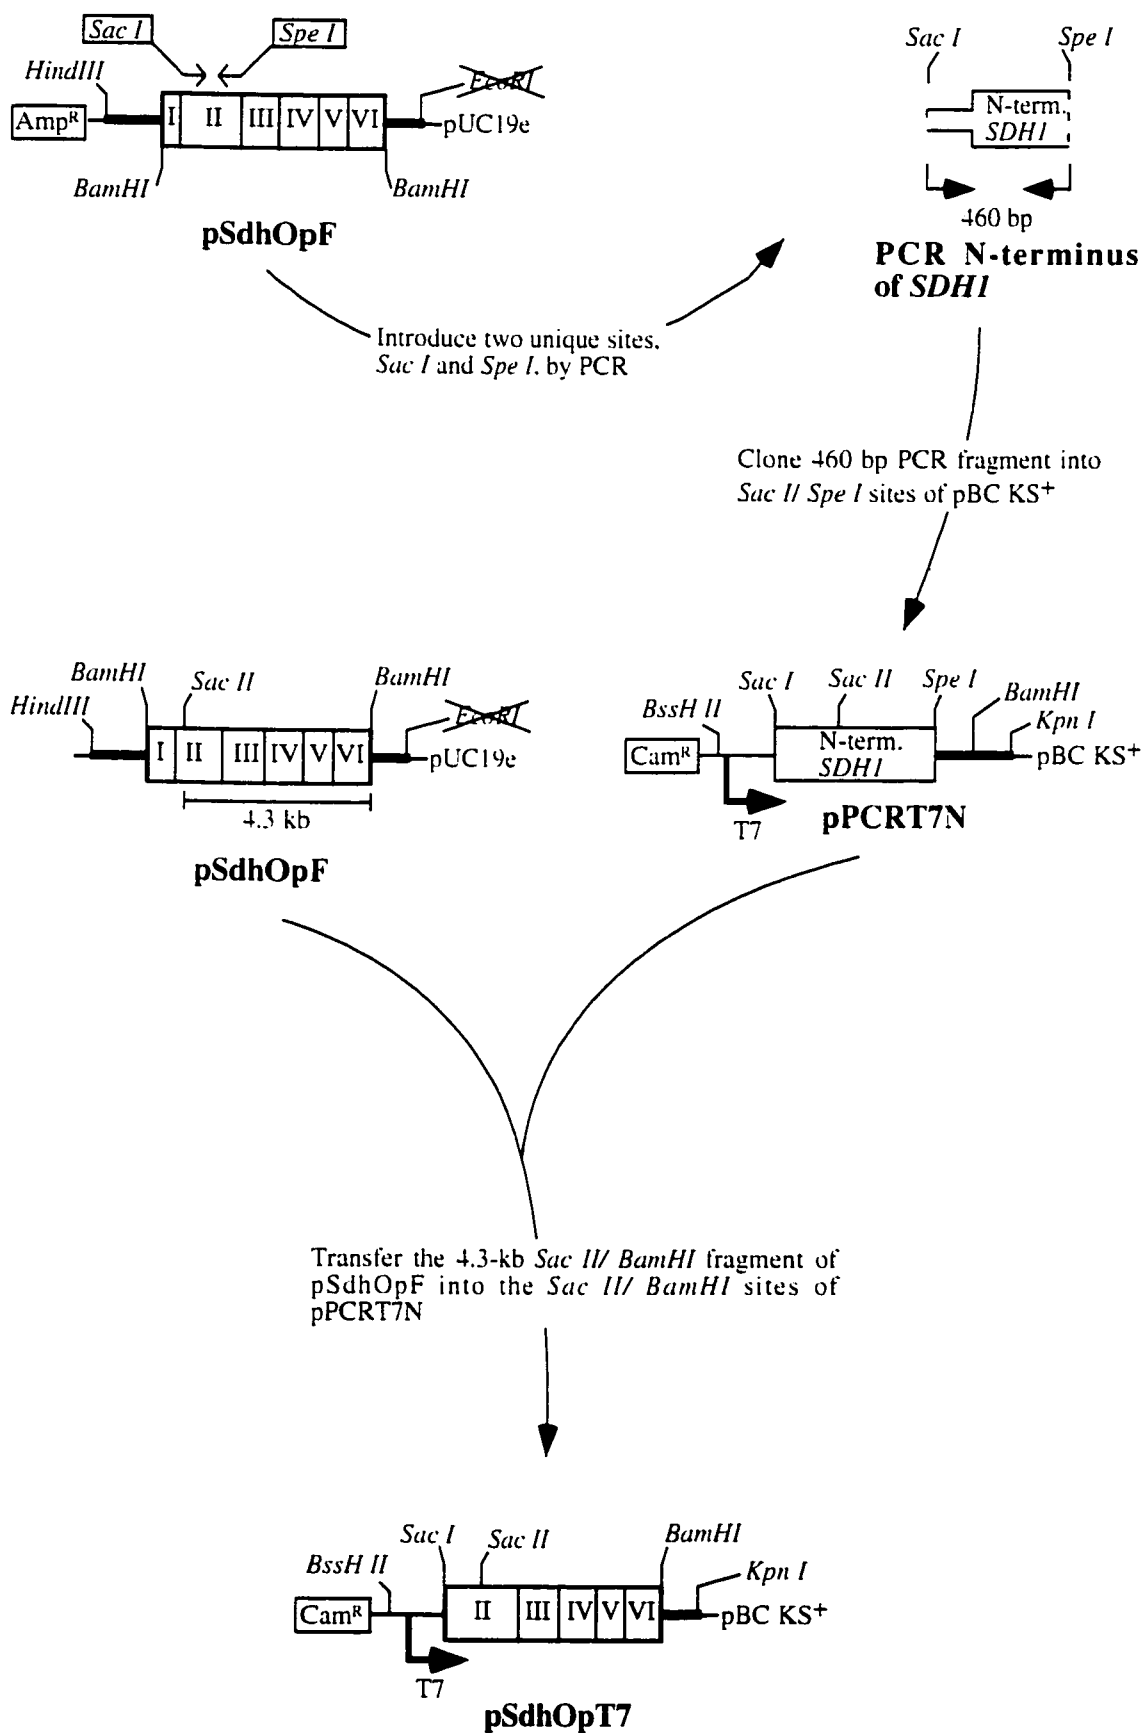 Sac I
Spe I
HindIII
EcoRI
Amp^R
I II III IV V VI
pUC19e
BamHI
BamHI
pSdhOpF
Sac I
Spe I
N-term.
SDH1
460 bp
PCR N-terminus
of SDH1
Introduce two unique sites,
Sac I and Spe I, by PCR
Clone 460 bp PCR fragment into
Sac I/ Spe I sites of pBC KS+
BamHI
Sac II
BamHI
HindIII
EcoRI
I II III IV V VI
pUC19e
4.3 kb
pSdhOpF
Sac I
Sac II
Spe I
BamHI
BssH II
Kpn I
Cam^R
N-term.
SDH1
pBC KS+
T7
pPCRT7N
Transfer the 4.3-kb Sac II/ BamHI fragment of
pSdhOpF into the Sac II/ BamHI sites of
pPCRT7N
Sac I
Sac II
BamHI
BssH II
Kpn I
Cam^R
II III IV V VI
pBC KS+
T7
pSdhOpT7